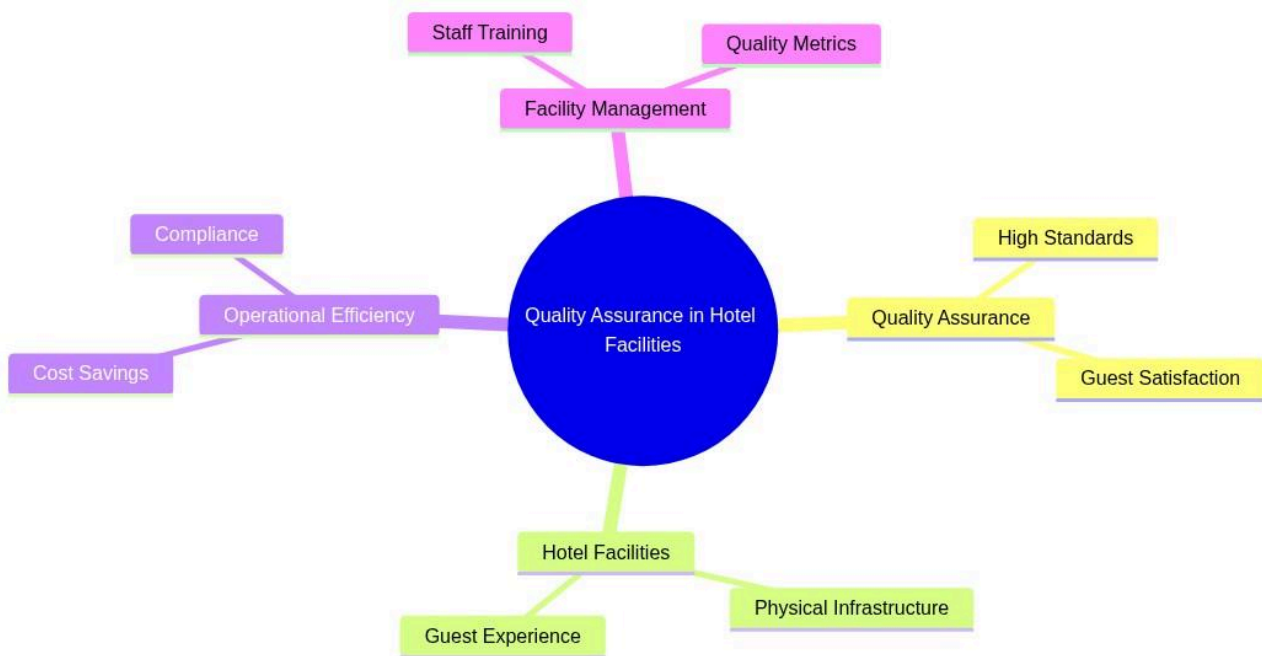 Staff Training
Quality Metrics
Facility Management
Compliance
High Standards
Operational Efficiency
Quality Assurance in Hotel
Facilities
Quality Assurance
Cost Savings
Guest Satisfaction
Hotel Facilities
Physical Infrastructure
Guest Experience